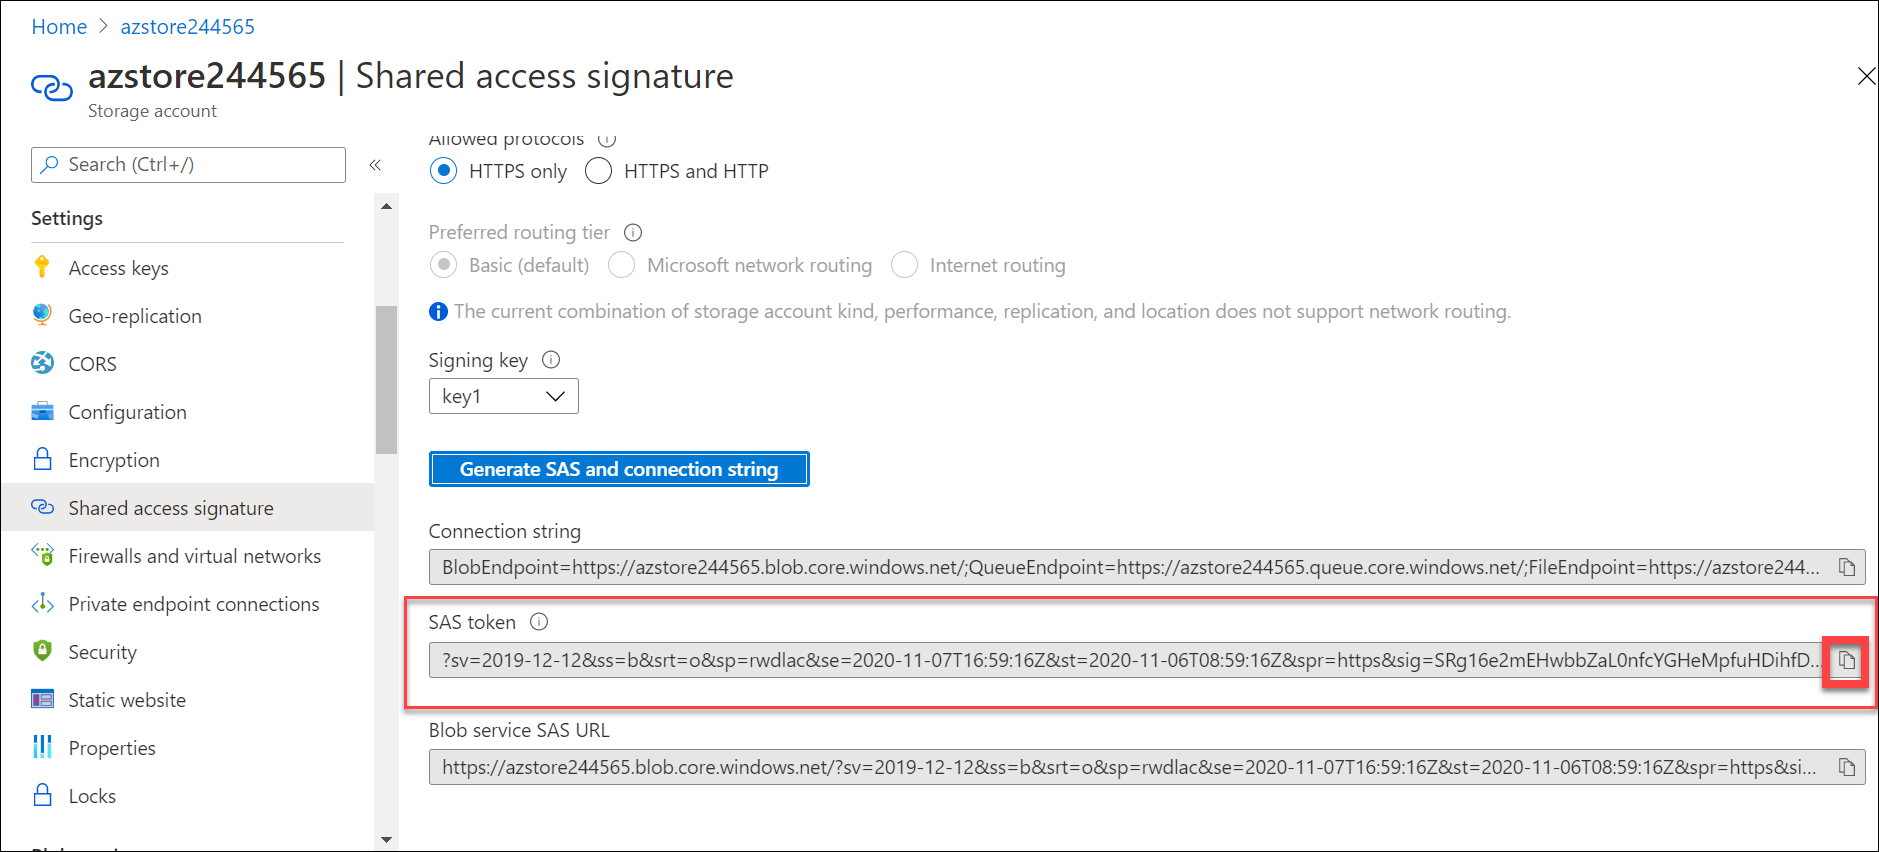 Home > azstore244565
azstore244565 | Shared access signature
Storage account
Search (Ctrl+/)
«
Settings
Access keys
Geo-replication
CORS
Configuration
Encryption
Shared access signature
Firewalls and virtual networks
Private endpoint connections
Security
Static website
Properties
Locks
Allowed protocols
HTTPS only HTTPS and HTTP
Preferred routing tier
Basic (default) Microsoft network routing Internet routing
The current combination of storage account kind, performance, replication, and location does not support network routing.
Signing key
key1
Generate SAS and connection string
Connection string
BlobEndpoint=https://azstore244565.blob.core.windows.net/;QueueEndpoint=https://azstore244565.queue.core.windows.net/;FileEndpoint=https://azstore244...
SAS token
?sv=2019-12-12&ss=b&srt=o&sp=rwdlac&se=2020-11-07T16:59:16Z&st=2020-11-06T08:59:16Z&spr=https&sig=SRg16e2mEHwbbZaL0nfcYGHeMpfuHDihfD...
Blob service SAS URL
https://azstore244565.blob.core.windows.net/?sv=2019-12-12&ss=b&srt=o&sp=rwdlac&se=2020-11-07T16:59:16Z&st=2020-11-06T08:59:16Z&spr=https&si...